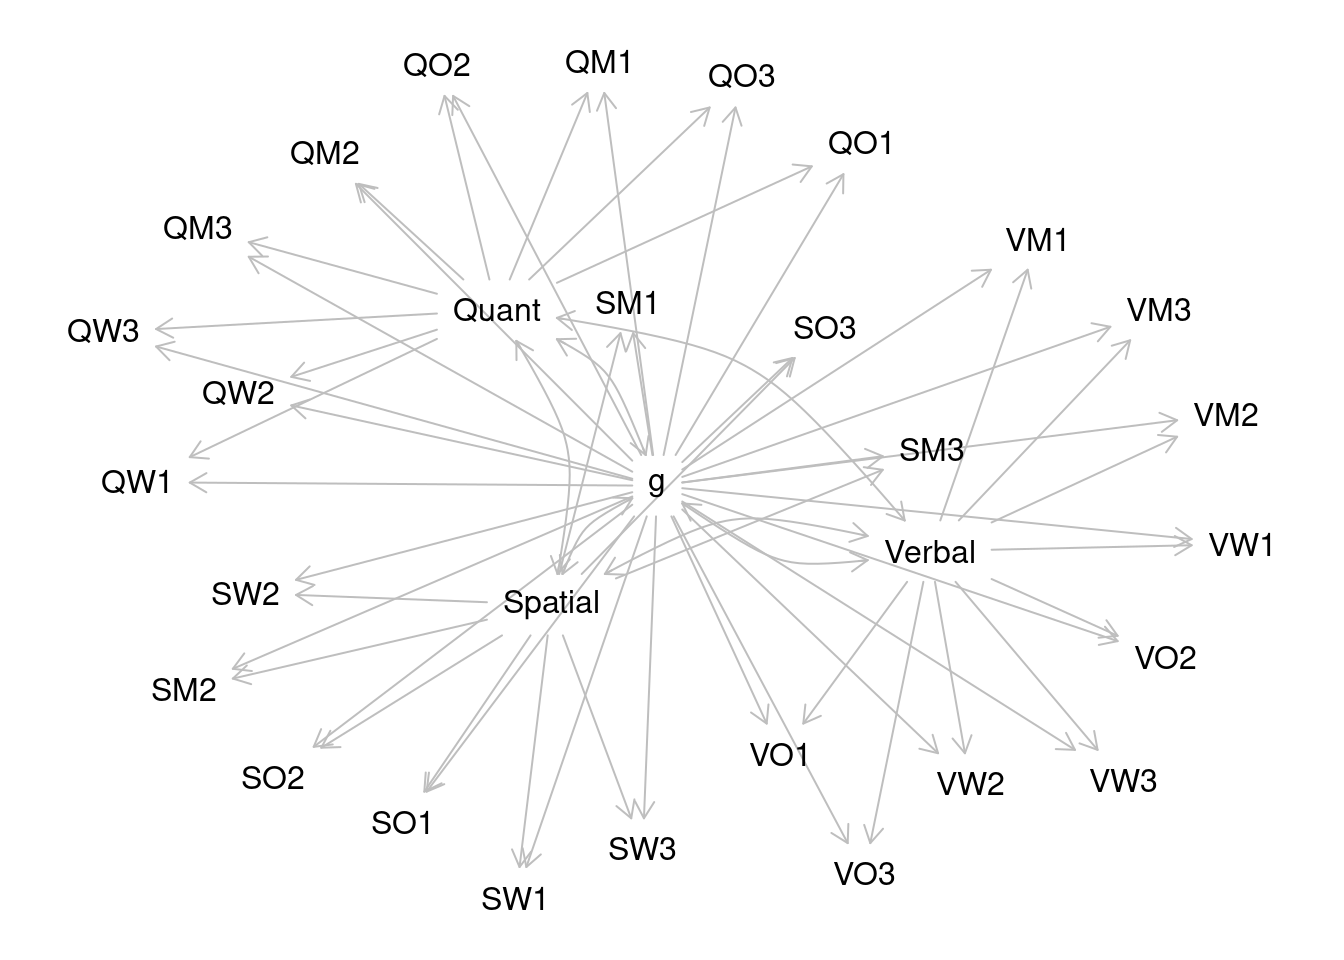 QM1
QO2
QO3
QO1
QM2
QM3
VM1
SM1
Quant
VM3
SO3
QW3
QW2
VM2
SM3
g
QW1
VW1
Verbal
SW2
Spatial
VO2
SM2
VO1
SO2
VW3
VW2
SO1
SW3
VO3
SW1